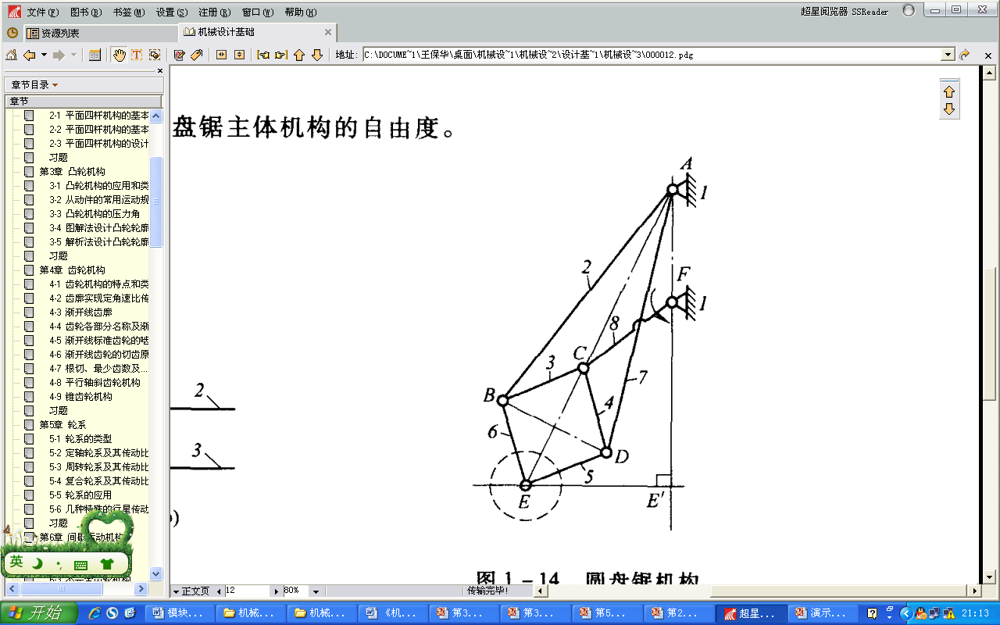 文件(F) 图书(B) 书签(M) 设置(S) 注册(R) 窗口(W) 帮助(H) 超星阅览器 SSReader
资源列表 机械设计基础
地址: C:\DOCUME~1\王保华\桌面\机械设~1\机械设~2\设计基~1\机械设~3\000012.pdg
章节目录
章节
2-1 平面四杆机构的基本
2-2 平面四杆机构的基本
2-3 平面四杆机构的设计
习题
第3章 凸轮机构
3-1 凸轮机构的应用和类
3-2 从动件的常用运动规
3-3 凸轮机构的压力角
3-4 图解法设计凸轮轮廓
3-5 解析法设计凸轮轮廓
习题
第4章 齿轮机构
4-1 齿轮机构的特点和类
4-2 齿廓实现定角速比传
4-3 渐开线齿廓
4-4 齿轮各部分名称及渐
4-5 渐开线标准齿轮的啮
4-6 渐开线齿轮的切齿原
4-7 根切、最少齿数及...
4-8 平行轴斜齿轮机构
4-9 锥齿轮机构
习题
第5章 轮系
5-1 轮系的类型
5-2 定轴轮系及其传动比
5-3 周转轮系及其传动比
5-4 复合轮系及其传动比
5-5 轮系的应用
5-6 几种特殊的行星传动
习题
第6章 间歇运动机构
英
盘锯主体机构的自由度。
A
1
2
F
1
8
C
3
7
B
4
2
6
D
3
5
E
E'
)
图1-14 圆盘锯机构
正文页 12 80% 传输完毕!
开始 模块... 机械... 机械... 《机... 第3... 第3... 第5... 第2... 超星... 演示... 21:13